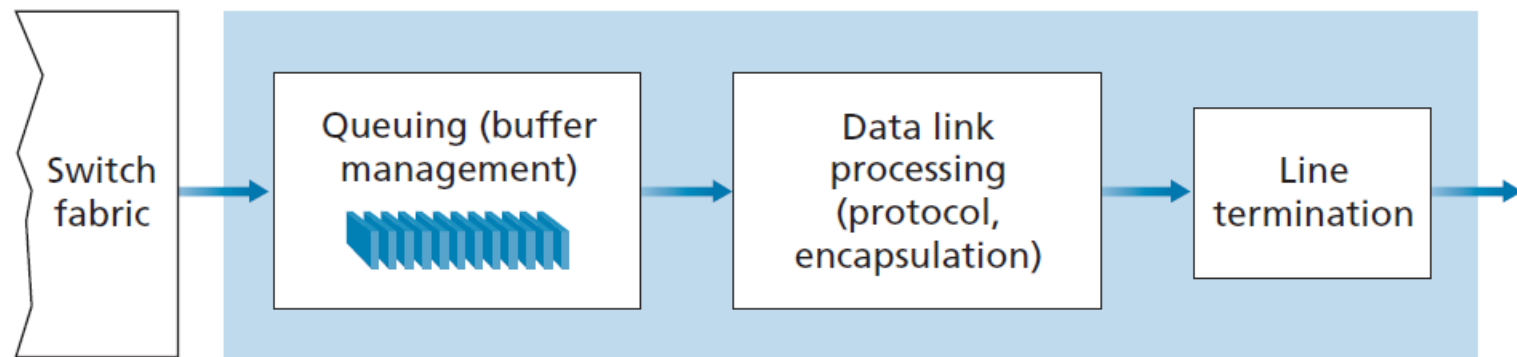 Switch
fabric
Queuing (buffer
management)
Data link
processing
(protocol,
encapsulation)
Line
termination